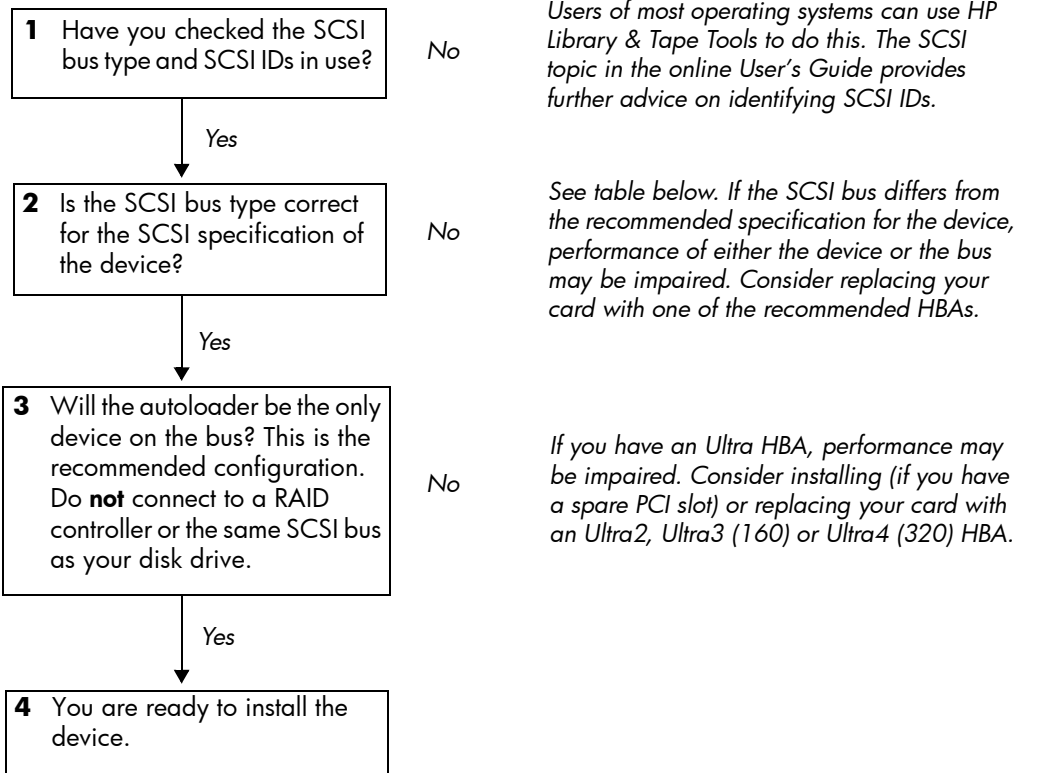 1 Have you checked the SCSI
bus type and SCSI IDs in use?
No
Users of most operating systems can use HP
Library & Tape Tools to do this. The SCSI
topic in the online User's Guide provides
further advice on identifying SCSI IDs.
Yes
2 Is the SCSI bus type correct
for the SCSI specification of
the device?
No
See table below. If the SCSI bus differs from
the recommended specification for the device,
performance of either the device or the bus
may be impaired. Consider replacing your
card with one of the recommended HBAs.
Yes
3 Will the autoloader be the only
device on the bus? This is the
recommended configuration.
Do not connect to a RAID
controller or the same SCSI bus
as your disk drive.
No
If you have an Ultra HBA, performance may
be impaired. Consider installing (if you have
a spare PCI slot) or replacing your card with
an Ultra2, Ultra3 (160) or Ultra4 (320) HBA.
Yes
4 You are ready to install the
device.